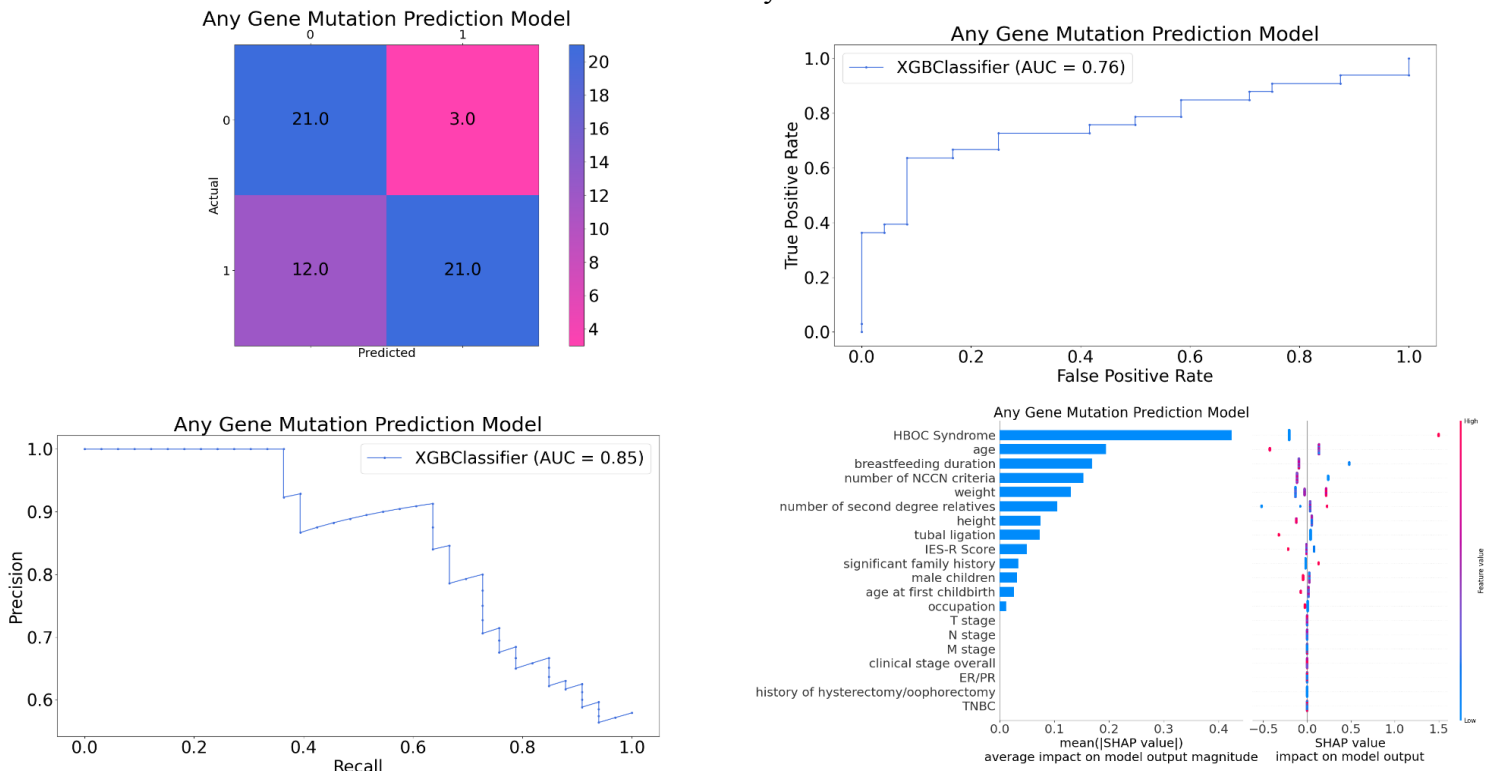 y
Any Gene Mutation Prediction Model
0 1
20
18
16
14
12
10
8
6
4
0
1
21.0 3.0
12.0 21.0
Actual
Predicted
Any Gene Mutation Prediction Model
XGBClassifier (AUC = 0.76)
1.0
0.8
0.6
0.4
0.2
0.0
True Positive Rate
0.0 0.2 0.4 0.6 0.8 1.0
False Positive Rate
Any Gene Mutation Prediction Model
XGBClassifier (AUC = 0.85)
1.0
0.9
0.8
0.7
0.6
Precision
0.0 0.2 0.4 0.6 0.8 1.0
Recall
Any Gene Mutation Prediction Model
HBOC Syndrome
age
breastfeeding duration
number of NCCN criteria
weight
number of second degree relatives
height
tubal ligation
IES-R Score
significant family history
male children
age at first childbirth
occupation
T stage
N stage
M stage
clinical stage overall
ER/PR
history of hysterectomy/oophorectomy
TNBC
0.0 0.1 0.2 0.3 0.4
mean(|SHAP value|)
average impact on model output magnitude
−0.5 0.0 0.5 1.0 1.5
SHAP value
impact on model output
High
Feature value
Low